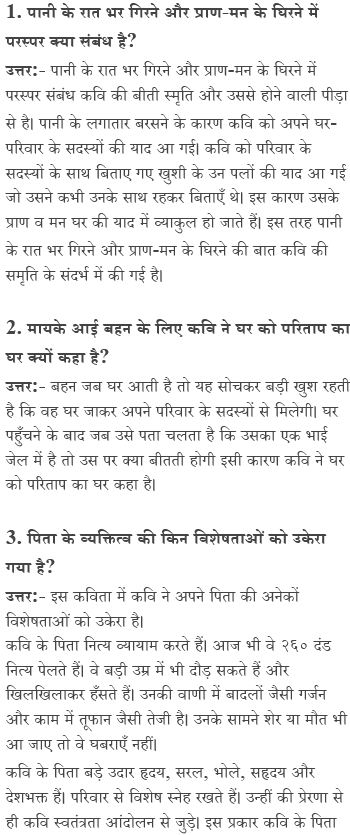 1. पानी के रात भर गिरने और प्राण-मन के घिरने में
परस्पर क्या संबंध है?
उत्तर:- पानी के रात भर गिरने और प्राण-मन के घिरने में
परस्पर संबंध कवि की बीती स्मृति और उससे होने वाली पीड़ा
से है। पानी के लगातार बरसने के कारण कवि को अपने घर-
परिवार के सदस्यों की याद आ गई। कवि को परिवार के
सदस्यों के साथ बिताए गए खुशी के उन पलों की याद आ गई
जो उसने कभी उनके साथ रहकर बिताएँ थे। इस कारण उसके
प्राण व मन घर की याद में व्याकुल हो जाते हैं। इस तरह पानी
के रात भर गिरने और प्राण-मन के घिरने की बात कवि की
समृति के संदर्भ में की गई है।
2. मायके आई बहन के लिए कवि ने घर को परिताप का
घर क्यों कहा है?
उत्तर:- बहन जब घर आती है तो यह सोचकर बड़ी खुश रहती
है कि वह घर जाकर अपने परिवार के सदस्यों से मिलेगी। घर
पहुँचने के बाद जब उसे पता चलता है कि उसका एक भाई
जेल में है तो उस पर क्या बीतती होगी इसी कारण कवि ने घर
को परिताप का घर कहा है।
3. पिता के व्यक्तित्व की किन विशेषताओं को उकेरा
गया है?
उत्तर:- इस कविता में कवि ने अपने पिता की अनेकों
विशेषताओं को उकेरा है।
कवि के पिता नित्य व्यायाम करते हैं। आज भी वे २६० दंड
नित्य पेलते हैं। वे बड़ी उम्र में भी दौड़ सकते हैं और
खिलखिलाकर हँसते हैं। उनकी वाणी में बादलों जैसी गर्जन
और काम में तूफान जैसी तेजी है। उनके सामने शेर या मौत भी
आ जाए तो वे घबराएँ नहीं।
कवि के पिता बड़े उदार हृदय, सरल, भोले, सहृदय और
देशभक्त हैं। परिवार से विशेष स्नेह रखते हैं। उन्हीं की प्रेरणा से
ही कवि स्वतंत्रता आंदोलन से जुड़े। इस प्रकार कवि के पिता